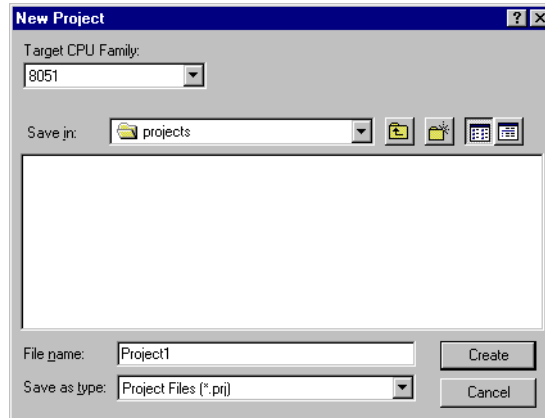 New Project
Target CPU Family:
8051
Save in: projects
File name: Project1 Create
Save as type: Project Files (*.prj) Cancel